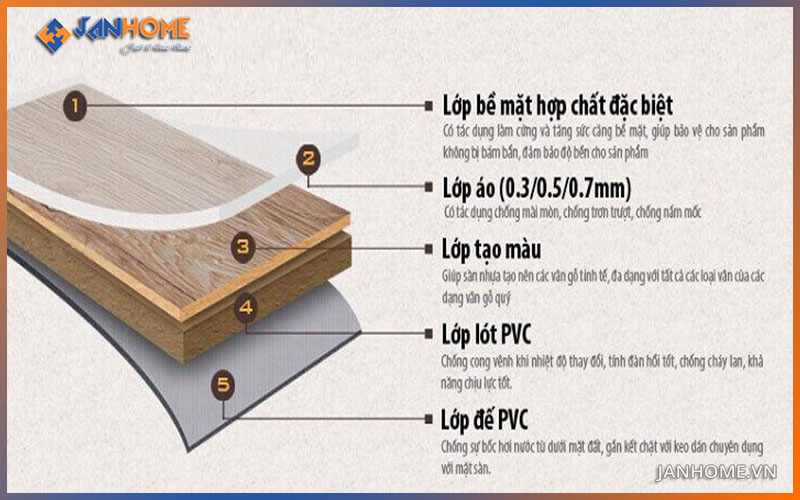 JANHOME
1
Lớp bề mặt hợp chất đặc biệt
Có tác dụng làm cứng và tăng sức căng bề mặt, giúp bảo vệ cho sản phẩm
không bị bám bẩn, đảm bảo độ bền cho sản phẩm
2
Lớp áo (0.3/0.5/0.7mm)
Có tác dụng chống mài mòn, chống trơn trượt, chống nấm mốc
3
Lớp tạo màu
Giúp sàn nhựa tạo nên các vân gỗ tinh tế, đa dạng với tất cả các loại vân của các
dạng vân gỗ quý
4
Lớp lót PVC
Chống cong vênh khi nhiệt độ thay đổi, tính đàn hồi tốt, chống cháy lan, khả
năng chịu lực tốt.
5
Lớp đế PVC
Chống sự bốc hơi nước từ dưới mặt đất, gắn kết chặt với keo dán chuyên dụng
với mặt sàn.
JANHOME.VN